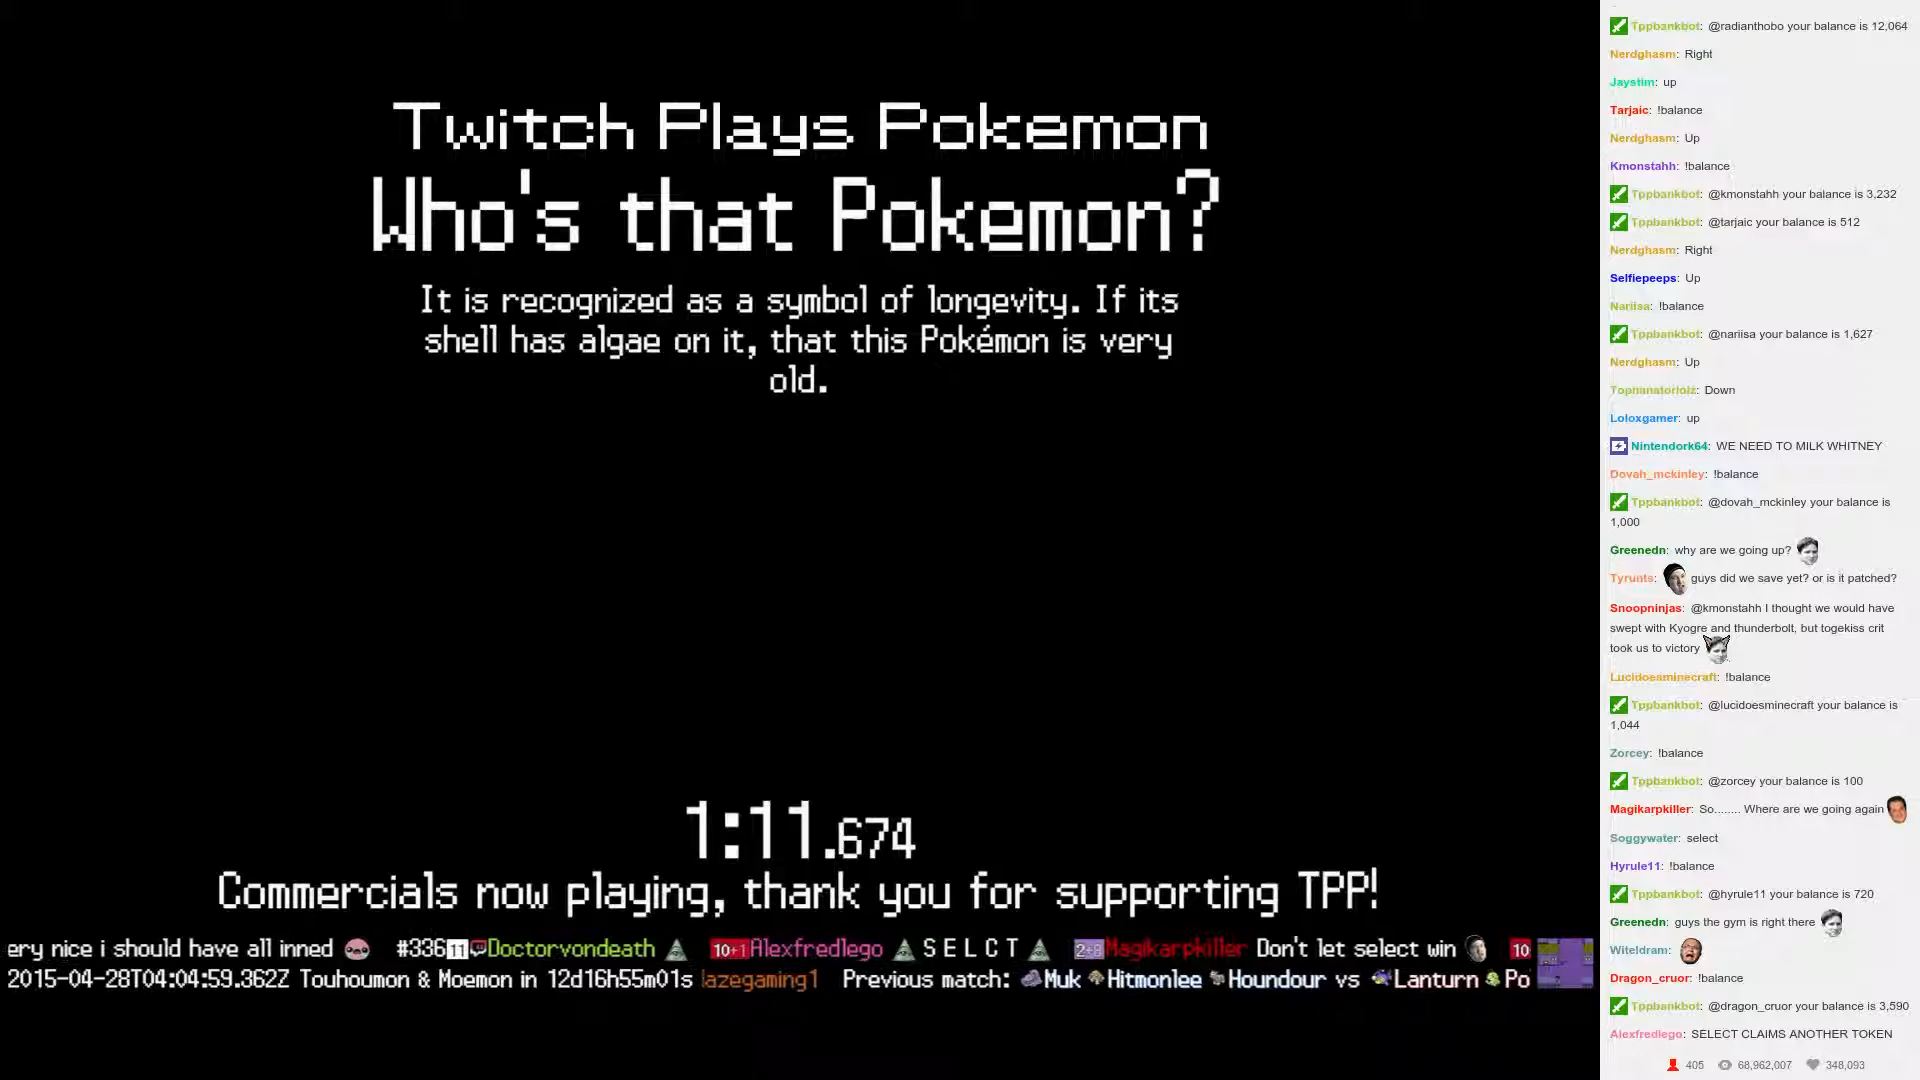 Twitch Plays Pokemon
Who's that Pokemon?
It is recognized as a symbol of longevity. If its
shell has algae on it, that this Pokémon is very
old.
1:11.674
Commercials now playing, thank you for supporting TPP!
ery nice i should have all inned #336 11 Doctorvondeath 10+1 Alexfredlego S E L C T 2+8 Magikarpkiller Don't let select win 10
2015-04-28T04:04:59.362Z Touhoumon & Moemon in 12d16h55m01s lazegaming1 Previous match: Muk Hitmonlee Houndour vs Lanturn Po
Tppbankbot: @radianthobo your balance is 12,064
Nerdghasm: Right
Jaystim: up
Tarjaic: !balance
Nerdghasm: Up
Kmonstahh: !balance
Tppbankbot: @kmonstahh your balance is 3,232
Tppbankbot: @tarjaic your balance is 512
Nerdghasm: Right
Selfiepeeps: Up
Nariisa: !balance
Tppbankbot: @nariisa your balance is 1,627
Nerdghasm: Up
Tophanatorlolz: Down
Loloxgamer: up
Nintendork64: WE NEED TO MILK WHITNEY
Dovah_mckinley: !balance
Tppbankbot: @dovah_mckinley your balance is
1,000
Greenedn: why are we going up?
Tyrunts: guys did we save yet? or is it patched?
Snoopninjas: @kmonstahh I thought we would have
swept with Kyogre and thunderbolt, but togekiss crit
took us to victory
Lucidoesminecraft: !balance
Tppbankbot: @lucidoesminecraft your balance is
1,044
Zorcey: !balance
Tppbankbot: @zorcey your balance is 100
Magikarpkiller: So........ Where are we going again
Soggywater: select
Hyrule11: !balance
Tppbankbot: @hyrule11 your balance is 720
Greenedn: guys the gym is right there
Witeldram:
Dragon_cruor: !balance
Tppbankbot: @dragon_cruor your balance is 3,590
Alexfredlego: SELECT CLAIMS ANOTHER TOKEN
405 68,962,007 348,093